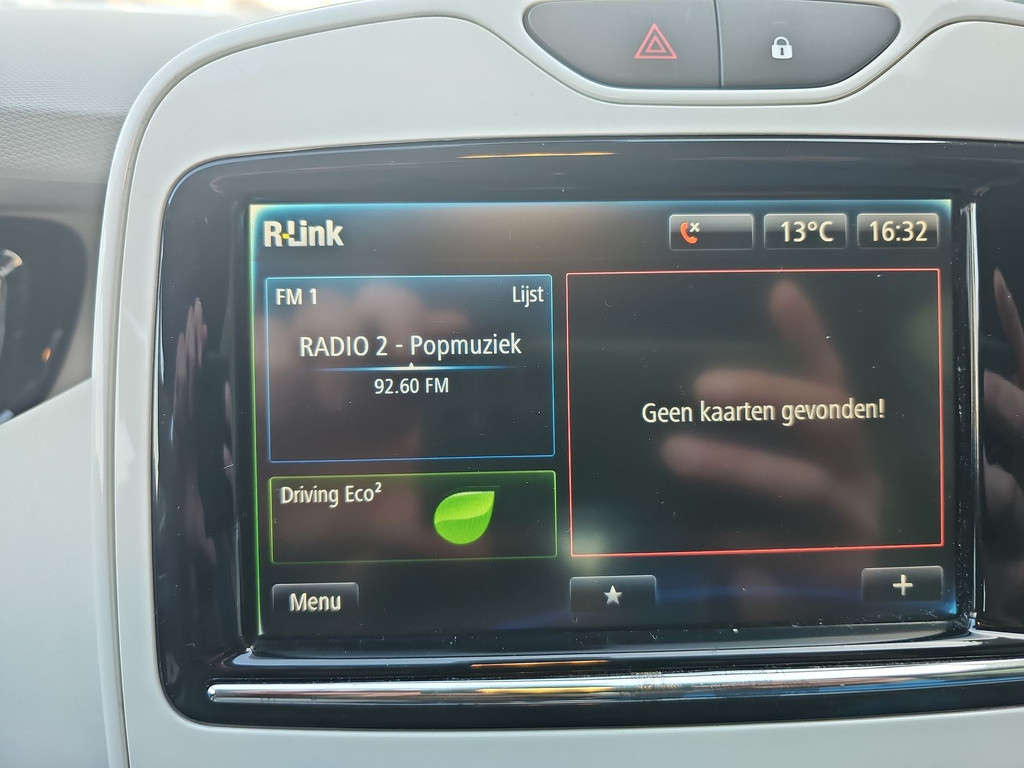 R-Link
13°C
16:32
FM 1
Lijst
RADIO 2 - Popmuziek
92.60 FM
Geen kaarten gevonden!
Driving Eco²
Menu
+